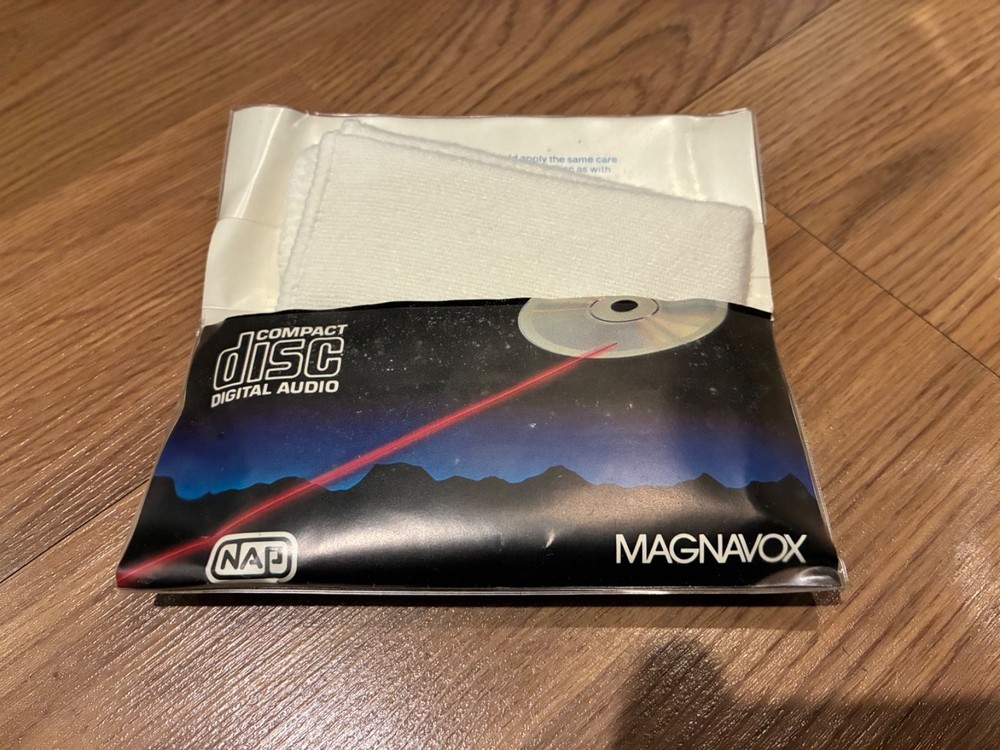 apply the same care
as with
COMPACT
disc
DIGITAL AUDIO
NAP
MAGNAVOX